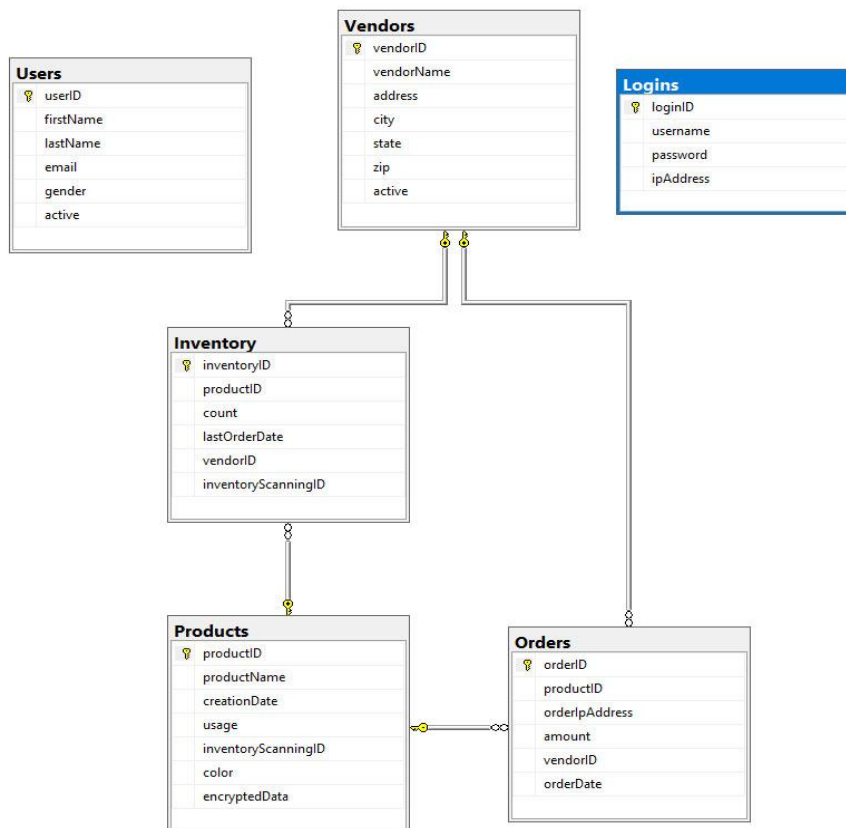 Vendors
vendorID
vendorName
address
city
state
zip
active
Users
userID
firstName
lastName
email
gender
active
Logins
loginID
username
password
ipAddress
Inventory
inventoryID
productID
count
lastOrderDate
vendorID
inventoryScanningID
Products
productID
productName
creationDate
usage
inventoryScanningID
color
encryptedData
Orders
orderID
productID
orderIpAddress
amount
vendorID
orderDate